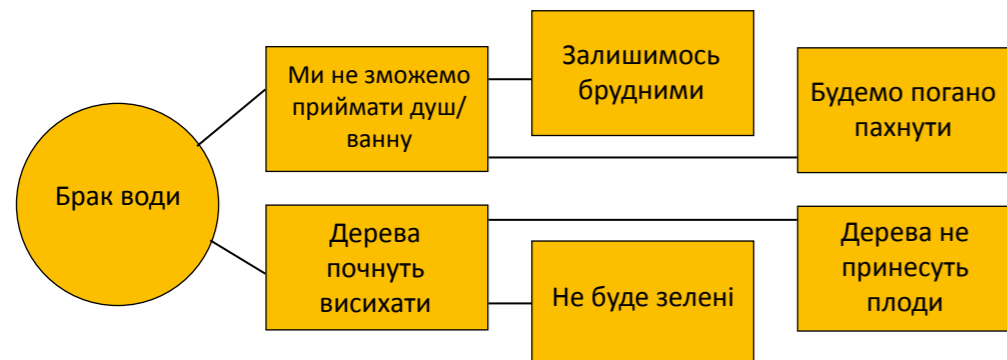 Брак води
Ми не зможемо
приймати душ/
ванну
Залишимось
брудними
Будемо погано
пахнути
Дерева
почнуть
висихати
Не буде зелені
Дерева не
принесуть
плоди